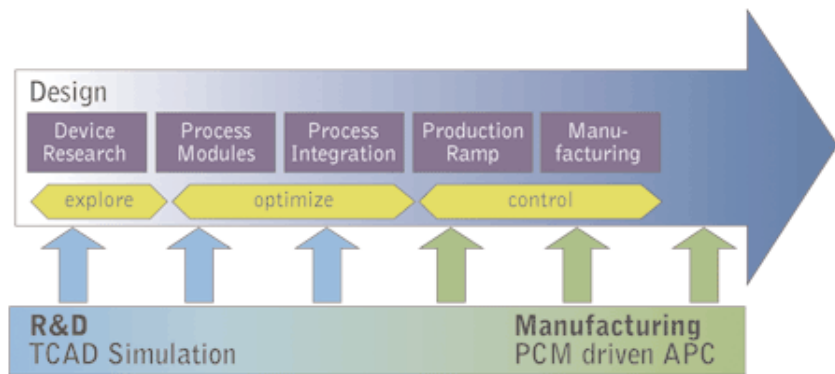 Design
Device
Research
Process
Modules
Process
Integration
Production
Ramp
Manu-
facturing
explore
optimize
control
R&D
TCAD Simulation
Manufacturing
PCM driven APC